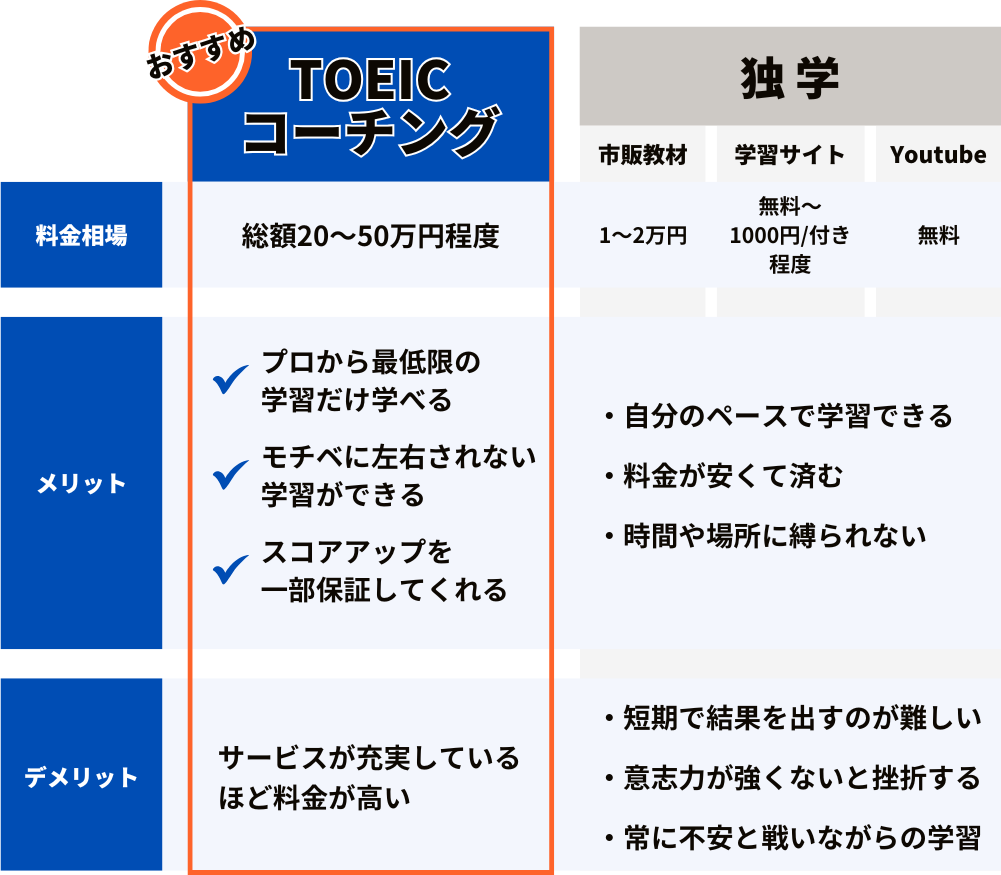 おすすめ
TOEIC
コーチング
独学
市販教材
学習サイト
Youtube
料金相場
総額20〜50万円程度
1〜2万円
無料〜
1000円/付き
程度
無料
メリット
プロから最低限の
学習だけ学べる
モチベに左右されない
学習ができる
スコアアップを
一部保証してくれる
・自分のペースで学習できる
・料金が安くて済む
・時間や場所に縛られない
デメリット
サービスが充実している
ほど料金が高い
・短期で結果を出すのが難しい
・意志力が強くないと挫折する
・常に不安と戦いながらの学習